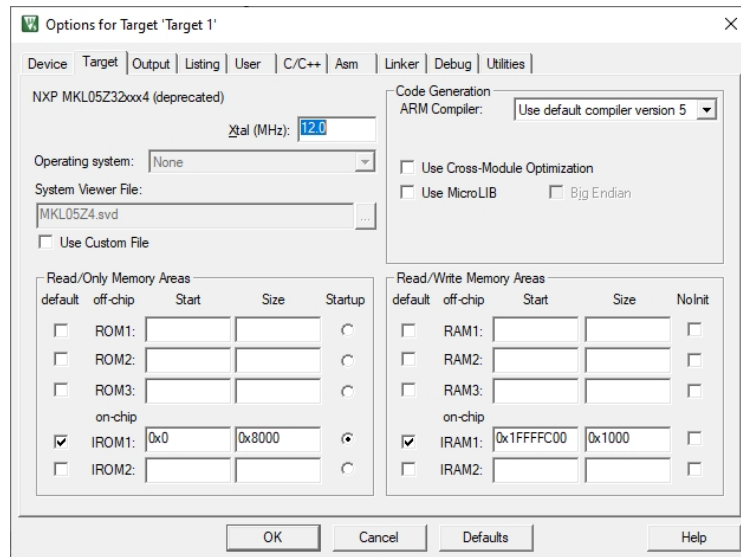 Options for Target 'Target 1'
Device Target Output Listing User C/C++ Asm Linker Debug Utilities
NXP MKL05Z32xxx4 (deprecated)
Xtal (MHz): 12.0
Operating system: None
System Viewer File:
MKL05Z4.svd ...
Use Custom File
Code Generation
ARM Compiler: Use default compiler version 5
Use Cross-Module Optimization
Use MicroLIB Big Endian
Read/Only Memory Areas
default off-chip Start Size Startup
ROM1:
ROM2:
ROM3:
on-chip
IROM1: 0x0 0x8000
IROM2:
Read/Write Memory Areas
default off-chip Start Size NoInit
RAM1:
RAM2:
RAM3:
on-chip
IRAM1: 0x1FFFFC00 0x1000
IRAM2:
OK Cancel Defaults Help